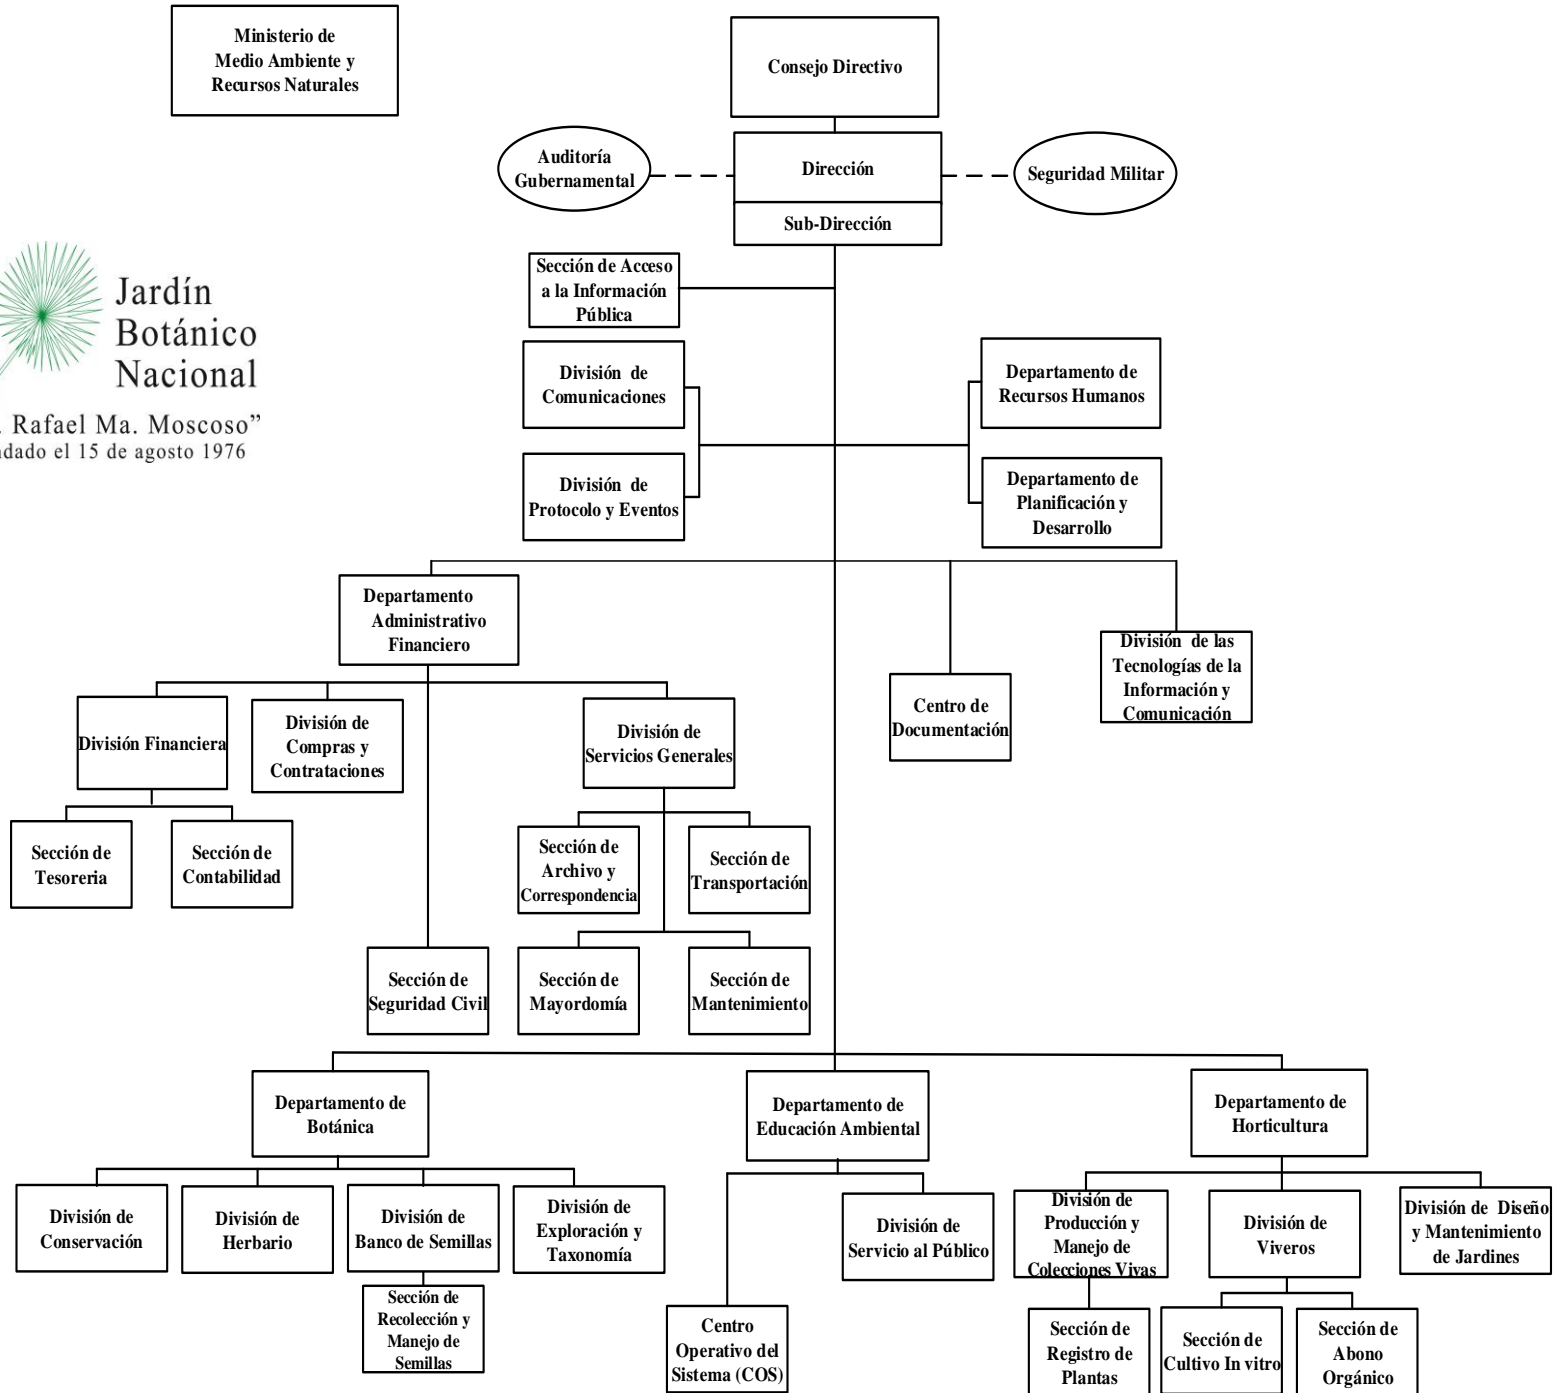 Ministerio de
Medio Ambiente y
Recursos Naturales
Consejo Directivo
Auditoría
Gubernamental
Dirección
Seguridad Militar
Sub-Dirección
Sección de Acceso
a la Información
Pública
Jardín
Botánico
Nacional
. Rafael Ma. Moscoso”
ndado el 15 de agosto 1976
División de
Comunicaciones
Departamento de
Recursos Humanos
División de
Protocolo y Eventos
Departamento de
Planificación y
Desarrollo
Departamento
Administrativo
Financiero
Centro de
Documentación
División de las
Tecnologías de la
Información y
Comunicación
División Financiera
División de
Compras y
Contrataciones
División de
Servicios Generales
Sección de
Tesoreria
Sección de
Contabilidad
Sección de
Archivo y
Correspondencia
Sección de
Transportación
Sección de
Seguridad Civil
Sección de
Mayordomía
Sección de
Mantenimiento
Departamento de
Botánica
Departamento de
Educación Ambiental
Departamento de
Horticultura
División de
Conservación
División de
Herbario
División de
Banco de Semillas
División de
Exploración y
Taxonomía
División de
Servicio al Público
División de
Producción y
Manejo de
Colecciones Vivas
División de
Viveros
División de Diseño
y Mantenimiento
de Jardines
Sección de
Recolección y
Manejo de
Semillas
Centro
Operativo del
Sistema (COS)
Sección de
Registro de
Plantas
Sección de
Cultivo In vitro
Sección de
Abono
Orgánico